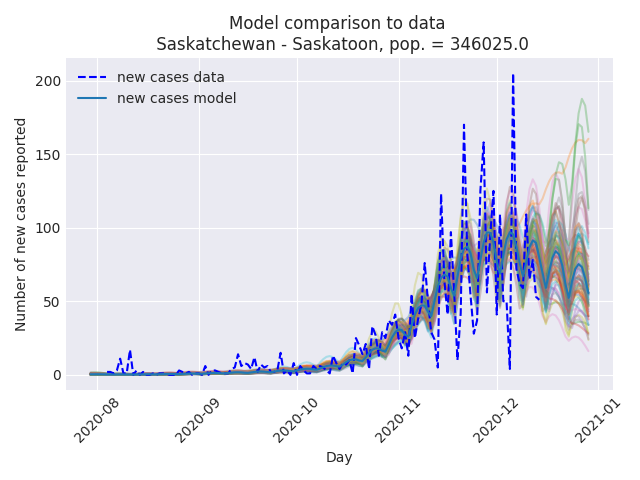 Model comparison to data
Saskatchewan - Saskatoon, pop. = 346025.0
new cases data
new cases model
Number of new cases reported
200
150
100
50
0
2020-08
2020-09
2020-10
2020-11
2020-12
2021-01
Day